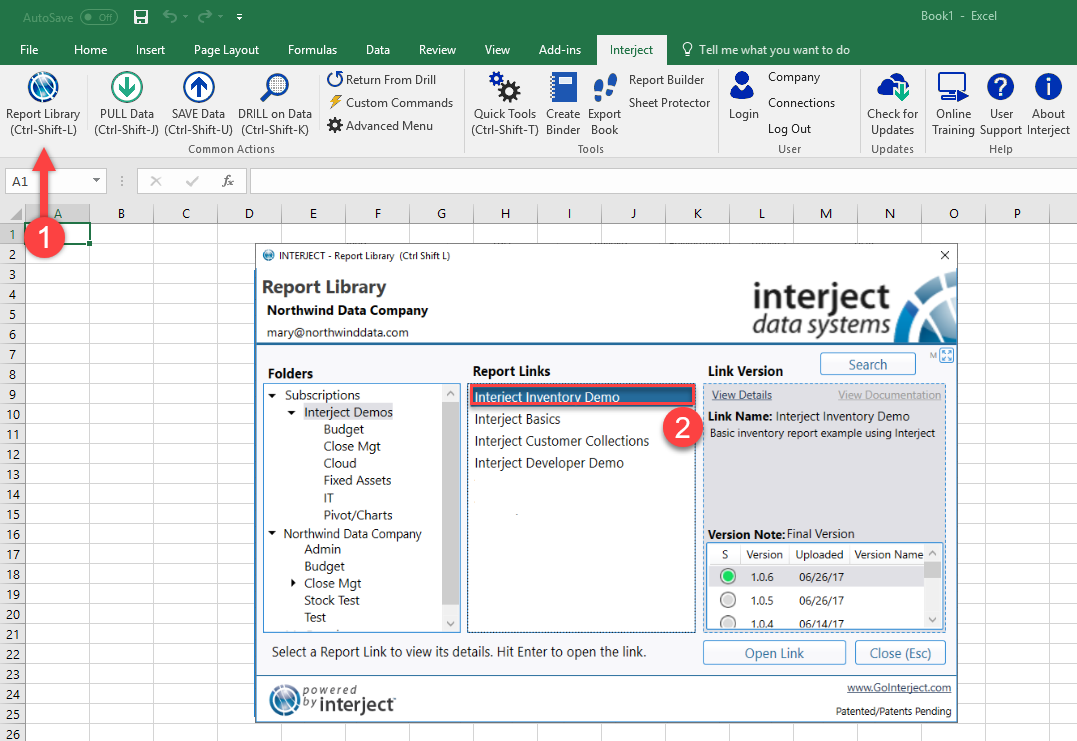 AutoSave Off Book1 - Excel
File Home Insert Page Layout Formulas Data Review View Add-ins Interject Tell me what you want to do
Report Library
(Ctrl-Shift-L)
PULL Data
(Ctrl-Shift-J)
SAVE Data
(Ctrl-Shift-U)
DRILL on Data
(Ctrl-Shift-K)
Return From Drill
Custom Commands
Advanced Menu
Common Actions
Quick Tools
(Ctrl-Shift-T)
Create
Binder
Export
Book
Report Builder
Sheet Protector
Tools
Login
Company
Connections
Log Out
User
Check for
Updates
Updates
Online
Training
User
Support
About
Interject
Help
A1 fx
A B C D E F G H I J K L M N O P
1
2
3
4
5
6
7
8
9
10
11
12
13
14
15
16
17
18
19
20
21
22
23
24
25
26
1
INTERJECT - Report Library (Ctrl Shift L)
Report Library
Northwind Data Company
mary@northwinddata.com
interject
data systems
Folders
Subscriptions
Interject Demos
Budget
Close Mgt
Cloud
Fixed Assets
IT
Pivot/Charts
Northwind Data Company
Admin
Budget
Close Mgt
Stock Test
Test
Report Links
Interject Inventory Demo
Interject Basics
Interject Customer Collections
Interject Developer Demo
2
Link Version
Search
M
View Details View Documentation
Link Name: Interject Inventory Demo
Basic inventory report example using Interject
Version Note: Final Version
S Version Uploaded Version Name
1.0.6 06/26/17
1.0.5 06/26/17
1.0.4 06/14/17
Select a Report Link to view its details. Hit Enter to open the link.
Open Link Close (Esc)
powered
by interject
www.GoInterject.com
Patented/Patents Pending